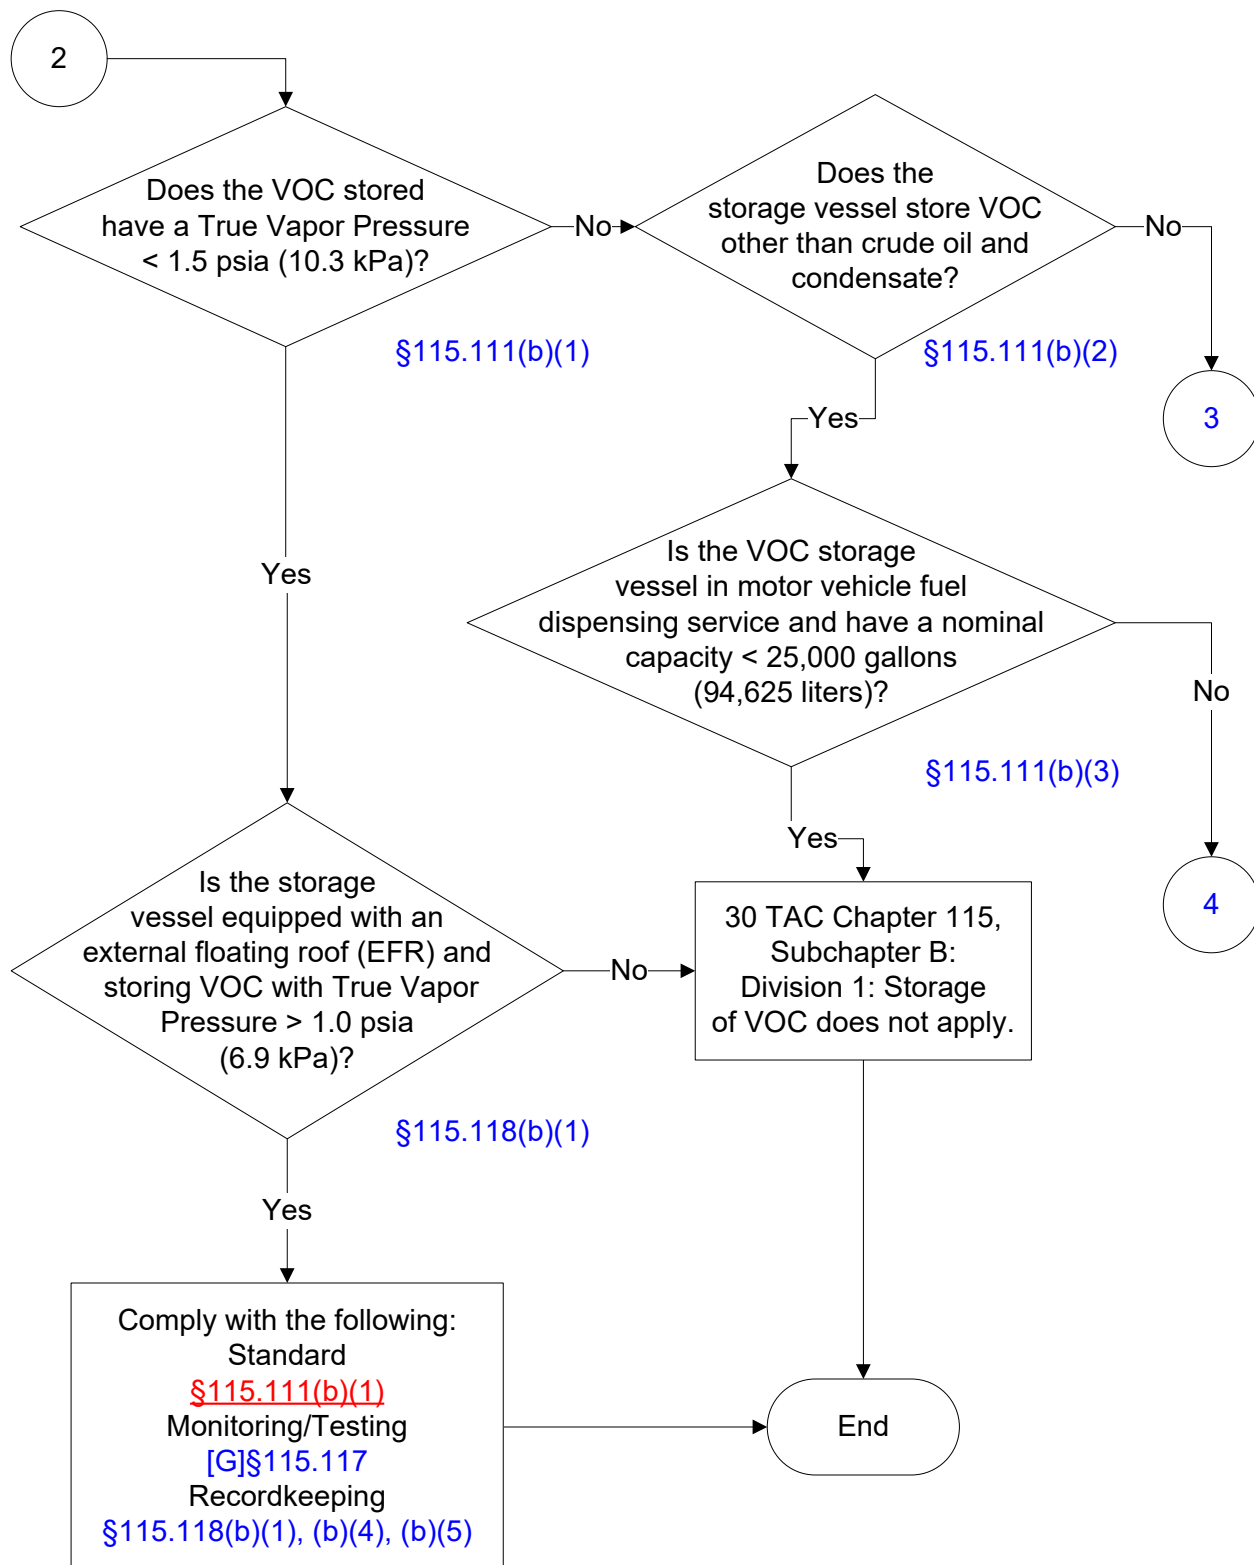 2
Does the VOC stored
have a True Vapor Pressure
< 1.5 psia (10.3 kPa)?
No
Does the
storage vessel store VOC
other than crude oil and
condensate?
No
§115.111(b)(1)
§115.111(b)(2)
3
Yes
Is the VOC storage
vessel in motor vehicle fuel
dispensing service and have a nominal
capacity < 25,000 gallons
(94,625 liters)?
Yes
No
§115.111(b)(3)
Yes
Is the storage
vessel equipped with an
external floating roof (EFR) and
storing VOC with True Vapor
Pressure > 1.0 psia
(6.9 kPa)?
No
30 TAC Chapter 115,
Subchapter B:
Division 1: Storage
of VOC does not apply.
4
§115.118(b)(1)
Yes
Comply with the following:
Standard
§115.111(b)(1)
Monitoring/Testing
[G]§115.117
Recordkeeping
§115.118(b)(1), (b)(4), (b)(5)
End